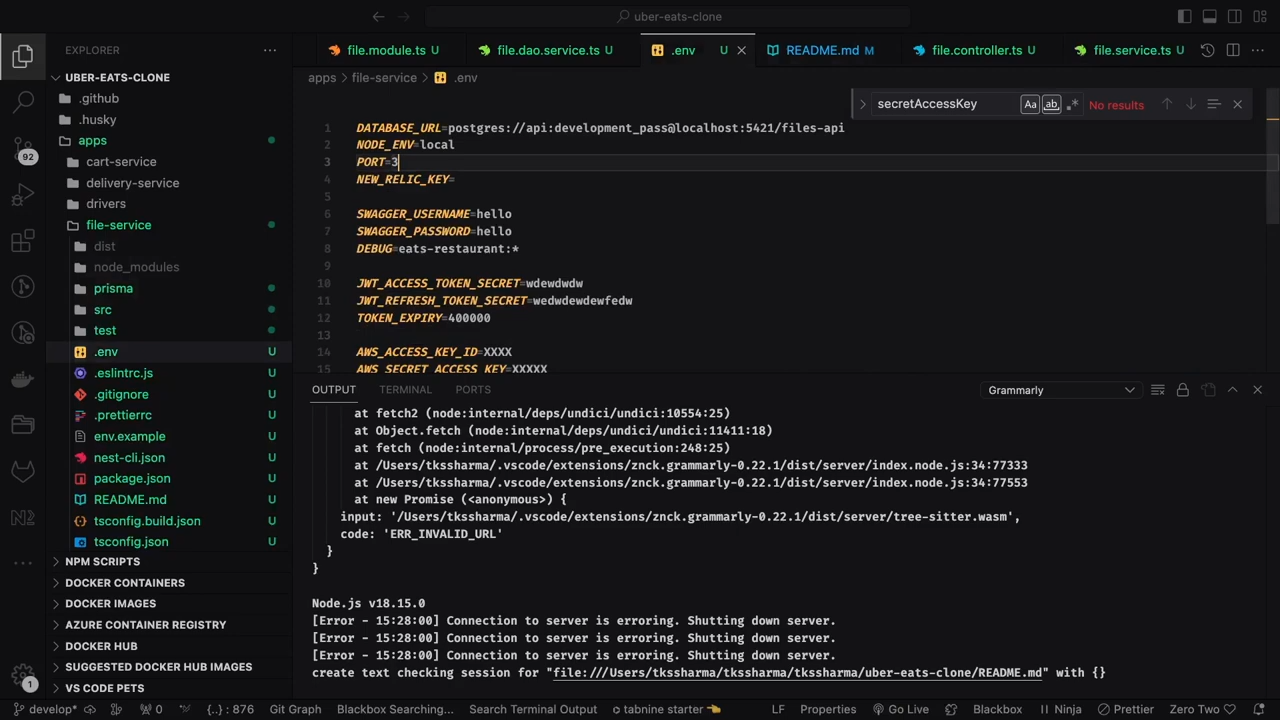 uber-eats-clone
EXPLORER
file.module.ts U
file.dao.service.ts U
.env U
README.md M
file.controller.ts U
file.service.ts U
UBER-EATS-CLONE
apps > file-service > .env
.github
.husky
apps
cart-service
delivery-service
drivers
file-service
dist
node_modules
prisma
src
test
.env U
.eslintrc.js U
.gitignore U
.prettierrc U
env.example U
nest-cli.json U
package.json U
README.md U
tsconfig.build.json U
tsconfig.json U
NPM SCRIPTS
DOCKER CONTAINERS
DOCKER IMAGES
AZURE CONTAINER REGISTRY
DOCKER HUB
SUGGESTED DOCKER HUB IMAGES
VS CODE PETS
92
1
secretAccessKey
Aa
ab
No results
1 DATABASE_URL=postgres://api:development_pass@localhost:5421/files-api
2 NODE_ENV=local
3 PORT=3
4 NEW_RELIC_KEY=
5
6 SWAGGER_USERNAME=hello
7 SWAGGER_PASSWORD=hello
8 DEBUG=eats-restaurant:*
9
10 JWT_ACCESS_TOKEN_SECRET=wdewdwdw
11 JWT_REFRESH_TOKEN_SECRET=wedwdewdewfedw
12 TOKEN_EXPIRY=400000
13
14 AWS_ACCESS_KEY_ID=XXXX
15 AWS_SECRET_ACCESS_KEY=XXXXX
OUTPUT TERMINAL PORTS
Grammarly
at fetch2 (node:internal/deps/undici/undici:10554:25)
at Object.fetch (node:internal/deps/undici/undici:11411:18)
at fetch (node:internal/process/pre_execution:248:25)
at /Users/tkssharma/.vscode/extensions/znck.grammarly-0.22.1/dist/server/index.node.js:34:77333
at /Users/tkssharma/.vscode/extensions/znck.grammarly-0.22.1/dist/server/index.node.js:34:77553
at new Promise (<anonymous>) {
input: '/Users/tkssharma/.vscode/extensions/znck.grammarly-0.22.1/dist/server/tree-sitter.wasm',
code: 'ERR_INVALID_URL'
}
}
Node.js v18.15.0
[Error - 15:28:00] Connection to server is erroring. Shutting down server.
[Error - 15:28:00] Connection to server is erroring. Shutting down server.
[Error - 15:28:00] Connection to server is erroring. Shutting down server.
create text checking session for "file:///Users/tkssharma/tkssharma/uber-eats-clone/README.md" with {}
develop* 0 {..} : 876 Git Graph Blackbox Searching... Search Terminal Output tabnine starter LF Properties Go Live Blackbox Ninja Prettier Zero Two